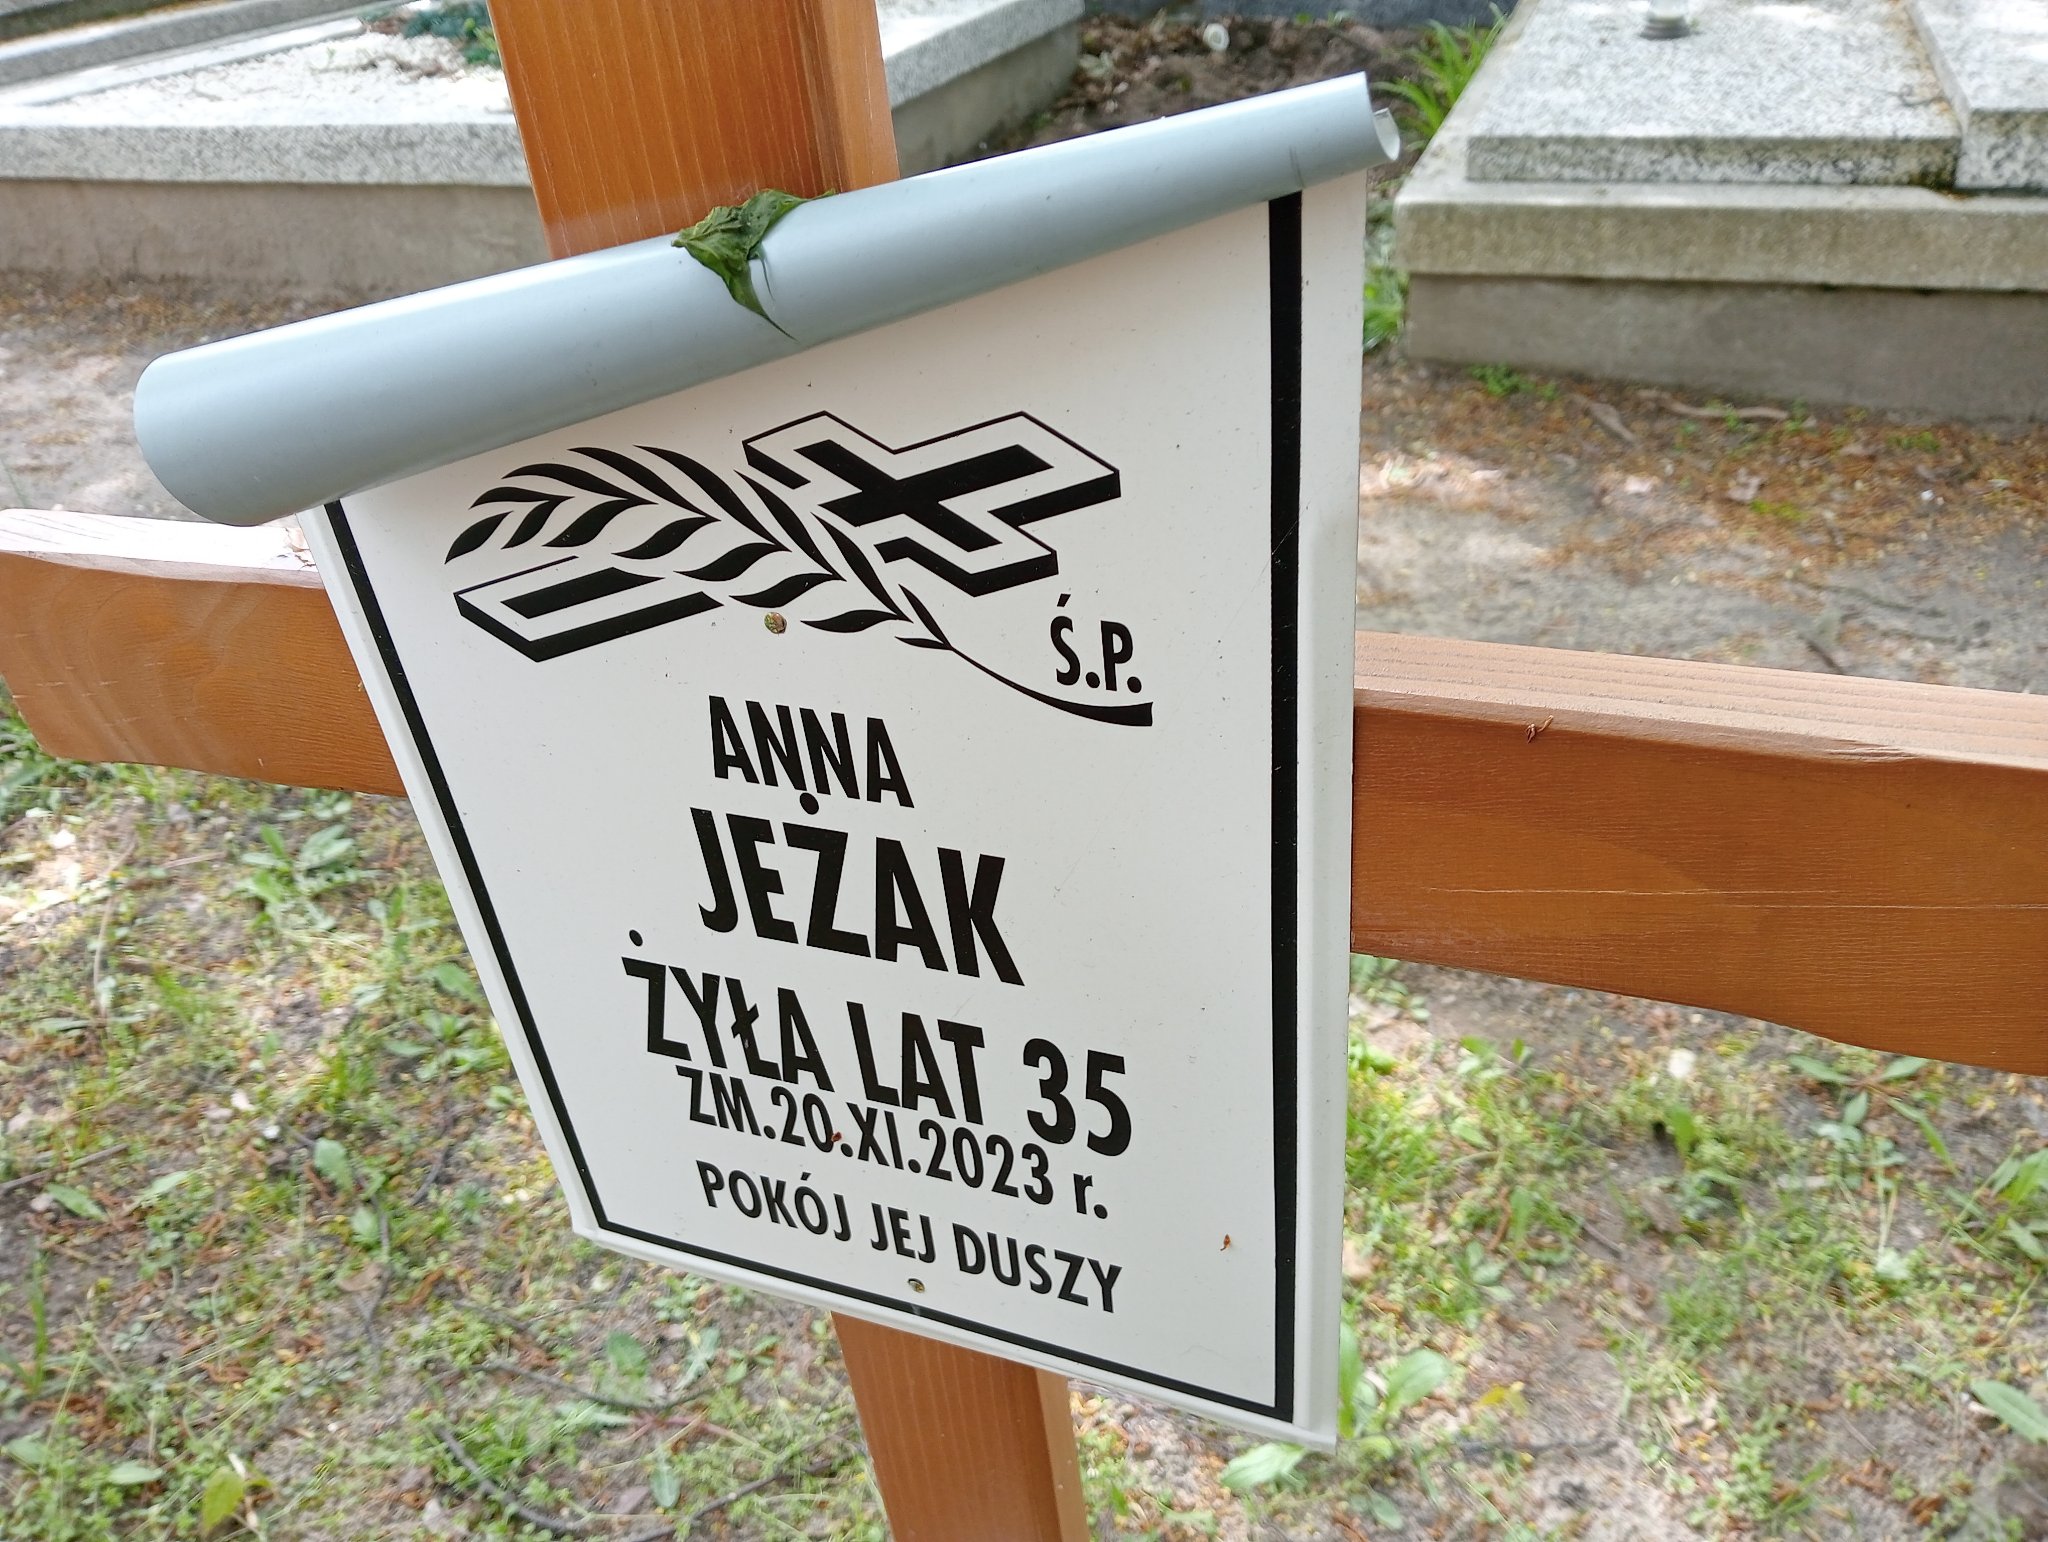 Ś.P.
ANNA
JEŻAK
ŻYŁA LAT 35
ZM.20.XI.2023 r.
POKÓJ JEJ DUSZY